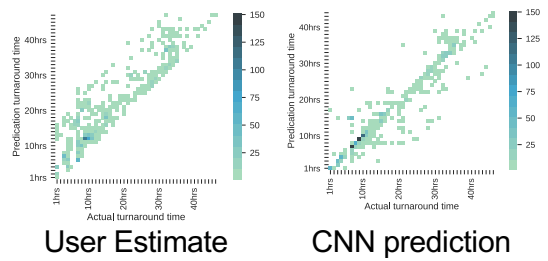 150
125
100
75
50
25
40hrs
30hrs
20hrs
10hrs
1hrs
Predication turnaround time
1hrs
10hrs
20hrs
30hrs
40hrs
Actual turnaround time
User Estimate
150
125
100
75
50
25
40hrs
30hrs
20hrs
10hrs
1hrs
Predication turnaround time
1hrs
10hrs
20hrs
30hrs
40hrs
Actual turnaround time
CNN prediction